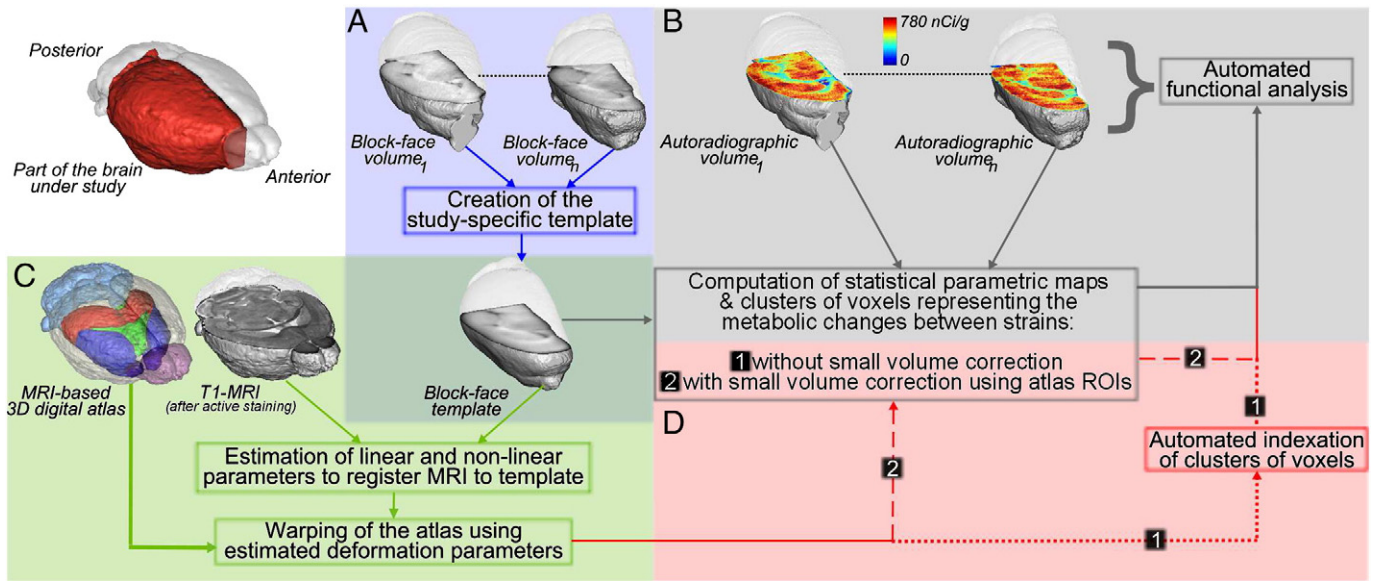 Posterior
Part of the brain
under study
Anterior
A
Block-face
volume1
Block-face
volumen
Creation of the
study-specific template
B
780 nCi/g
0
Autoradiographic
volume1
Autoradiographic
volumen
}
Automated
functional analysis
Computation of statistical parametric maps
& clusters of voxels representing the
metabolic changes between strains:
1 without small volume correction
2 with small volume correction using atlas ROIs
C
MRI-based
3D digital atlas
T1-MRI
(after active staining)
Block-face
template
Estimation of linear and non-linear
parameters to register MRI to template
Warping of the atlas using
estimated deformation parameters
D
2
1
Automated indexation
of clusters of voxels
2
1